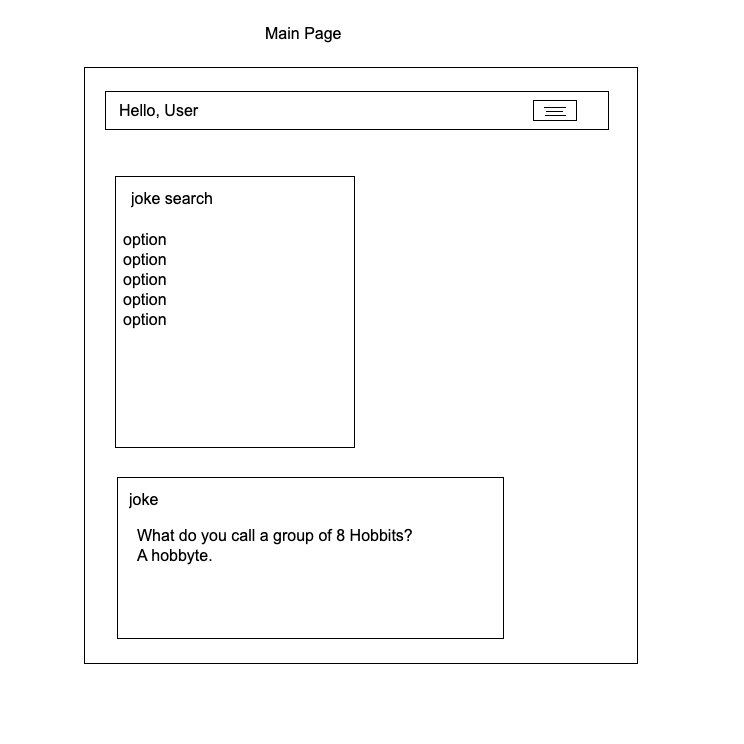 Main Page
Hello, User
joke search
option
option
option
option
option
joke
What do you call a group of 8 Hobbits?
A hobbyte.